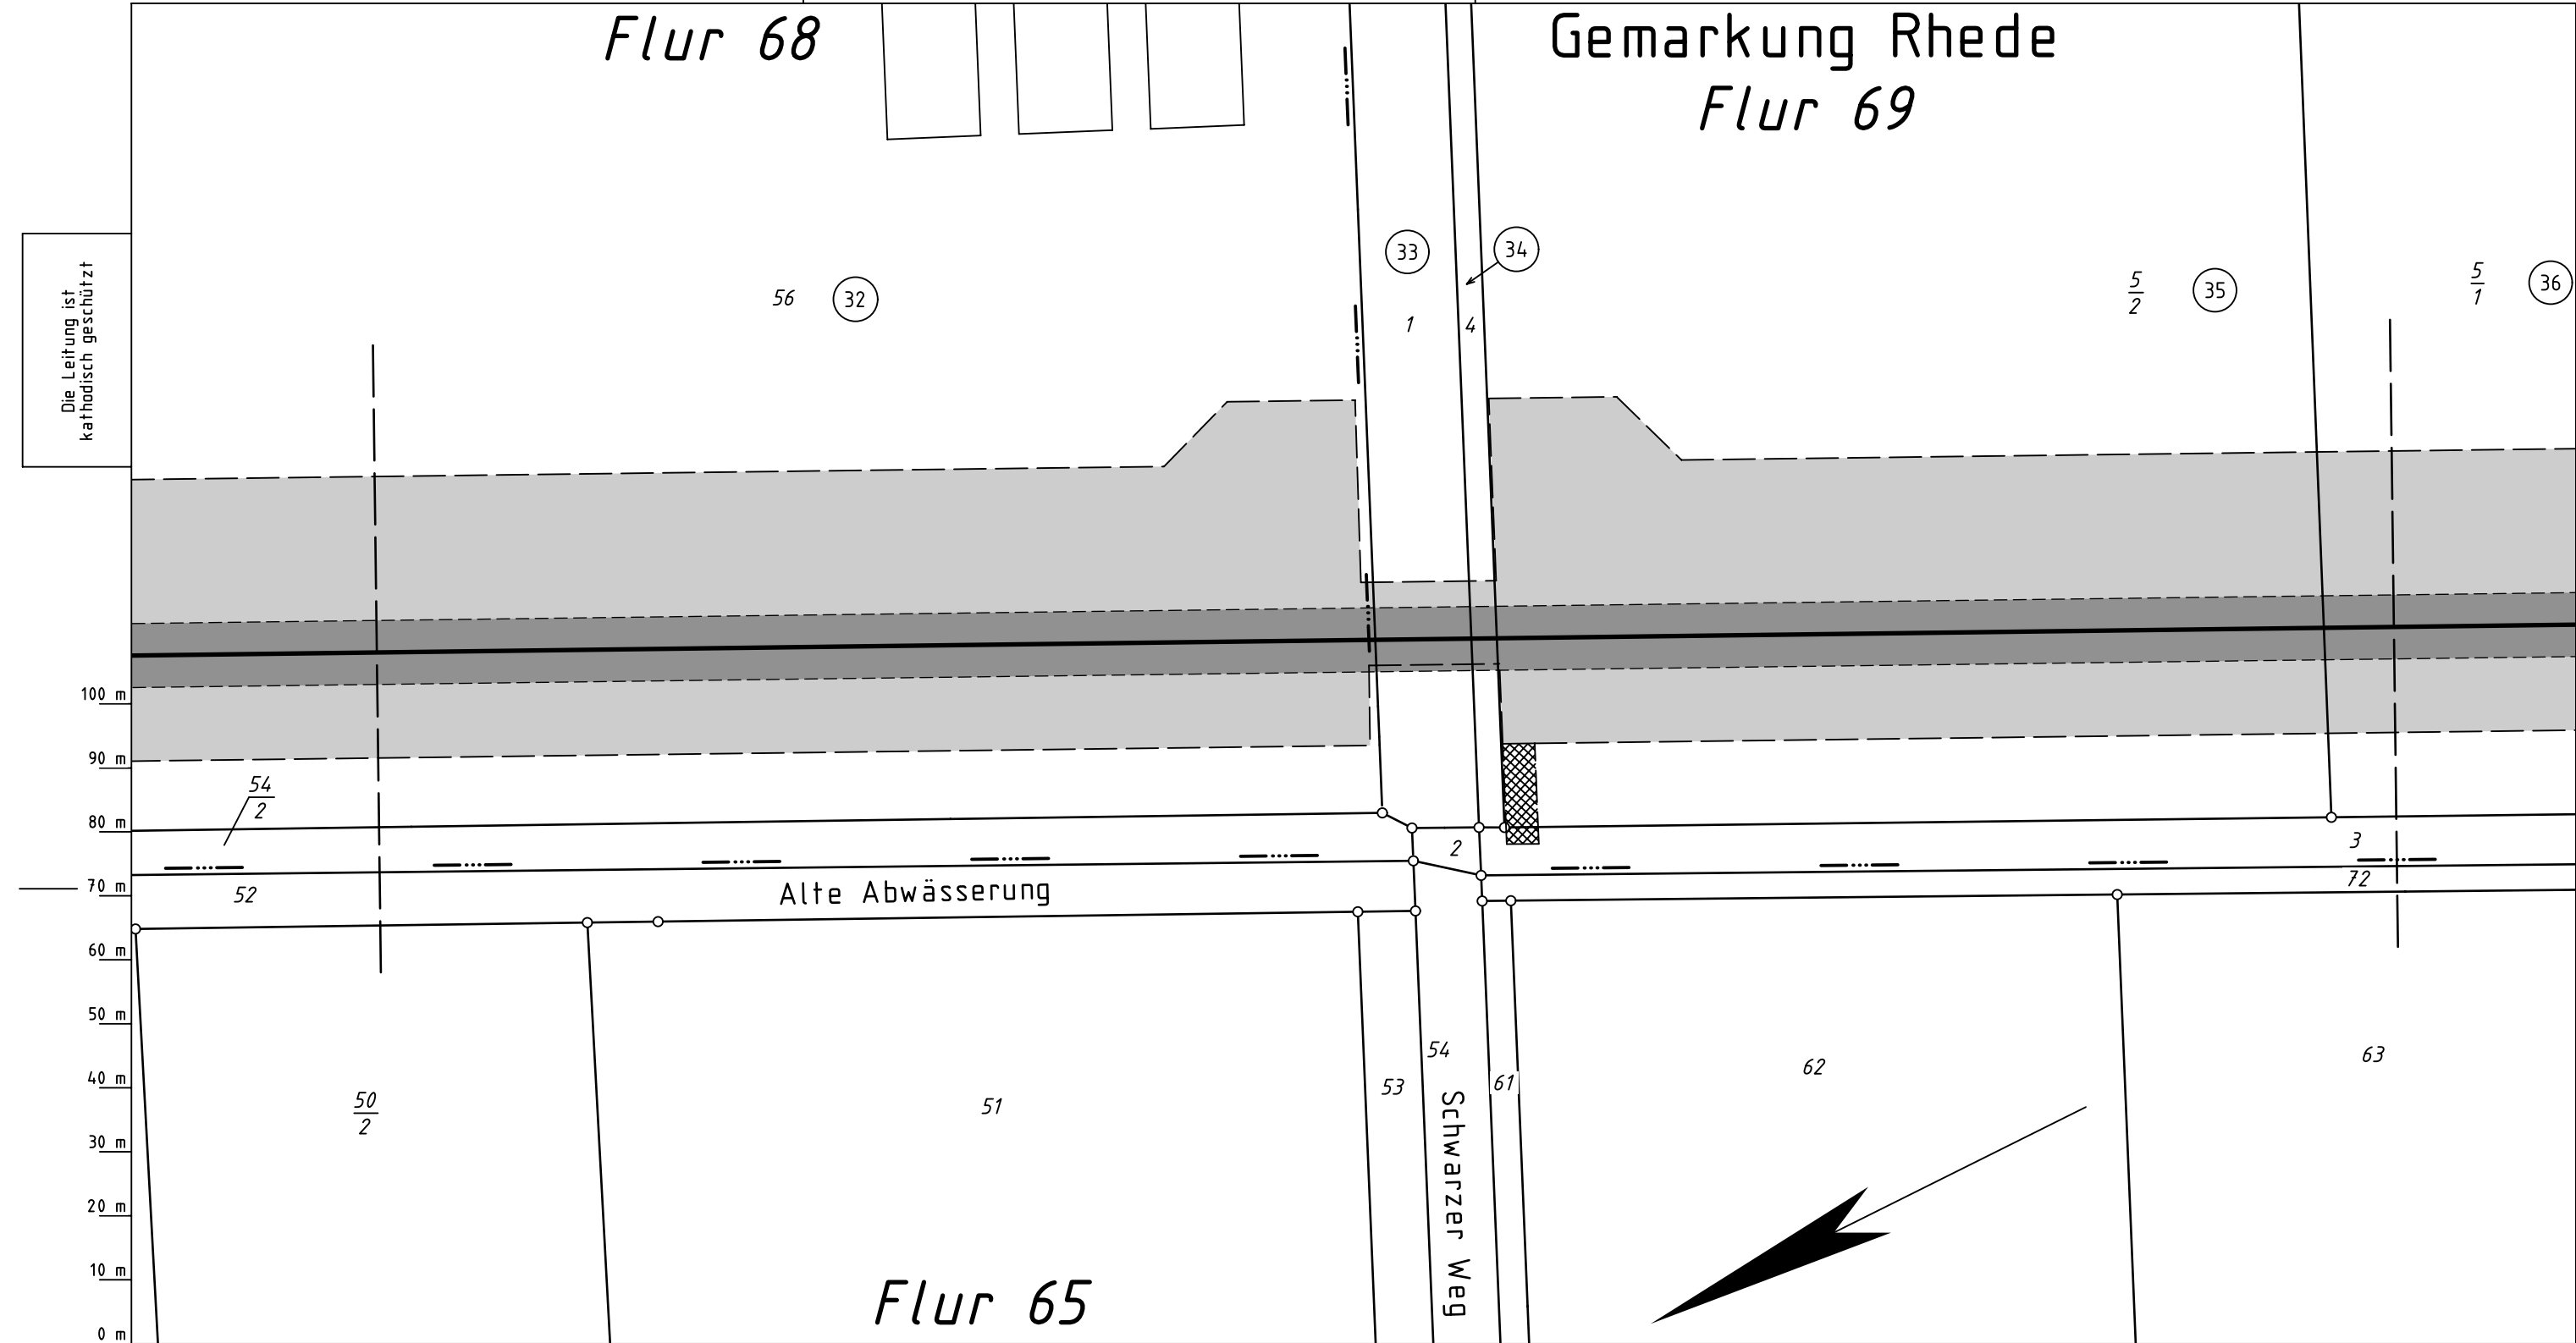 Flur 68
Gemarkung Rhede
Flur 69
Die Leitung ist
kathodisch geschützt
56
32
33
34
1
4
5
2
35
5
1
36
100 m
90 m
80 m
70 m
60 m
50 m
40 m
30 m
20 m
10 m
0 m
54
2
52
Alte Abwässerung
2
3
72
50
2
51
53
54
61
62
63
Schwarzer Weg
Flur 65